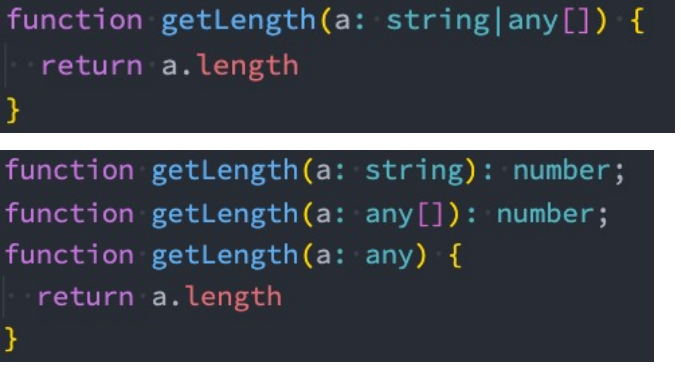 function getLength(a: string|any[]) {
  return a.length
}
function getLength(a: string): number;
function getLength(a: any[]): number;
function getLength(a: any) {
  return a.length
}